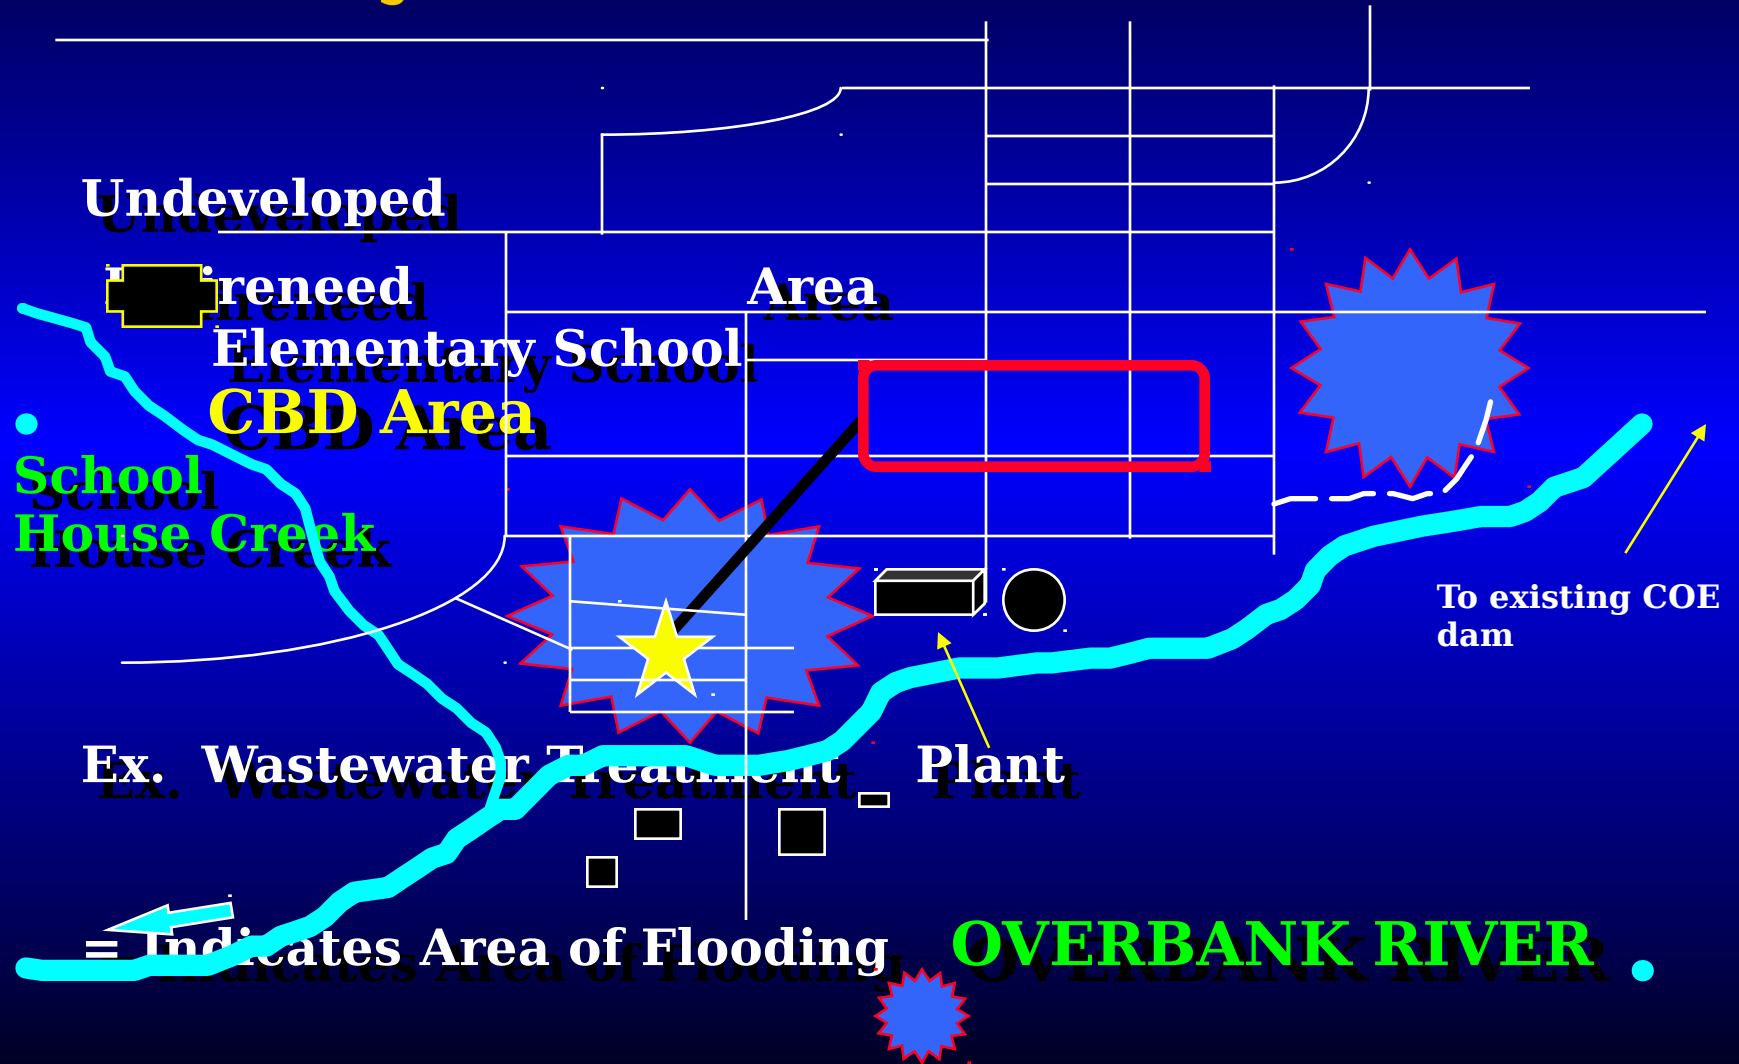 Undeveloped
Area
Elementary School
CBD Area
School
House Creek
To existing COE
dam
Ex. Wastewater Treatment Plant
= Indicates Area of Flooding
OVERBANK RIVER